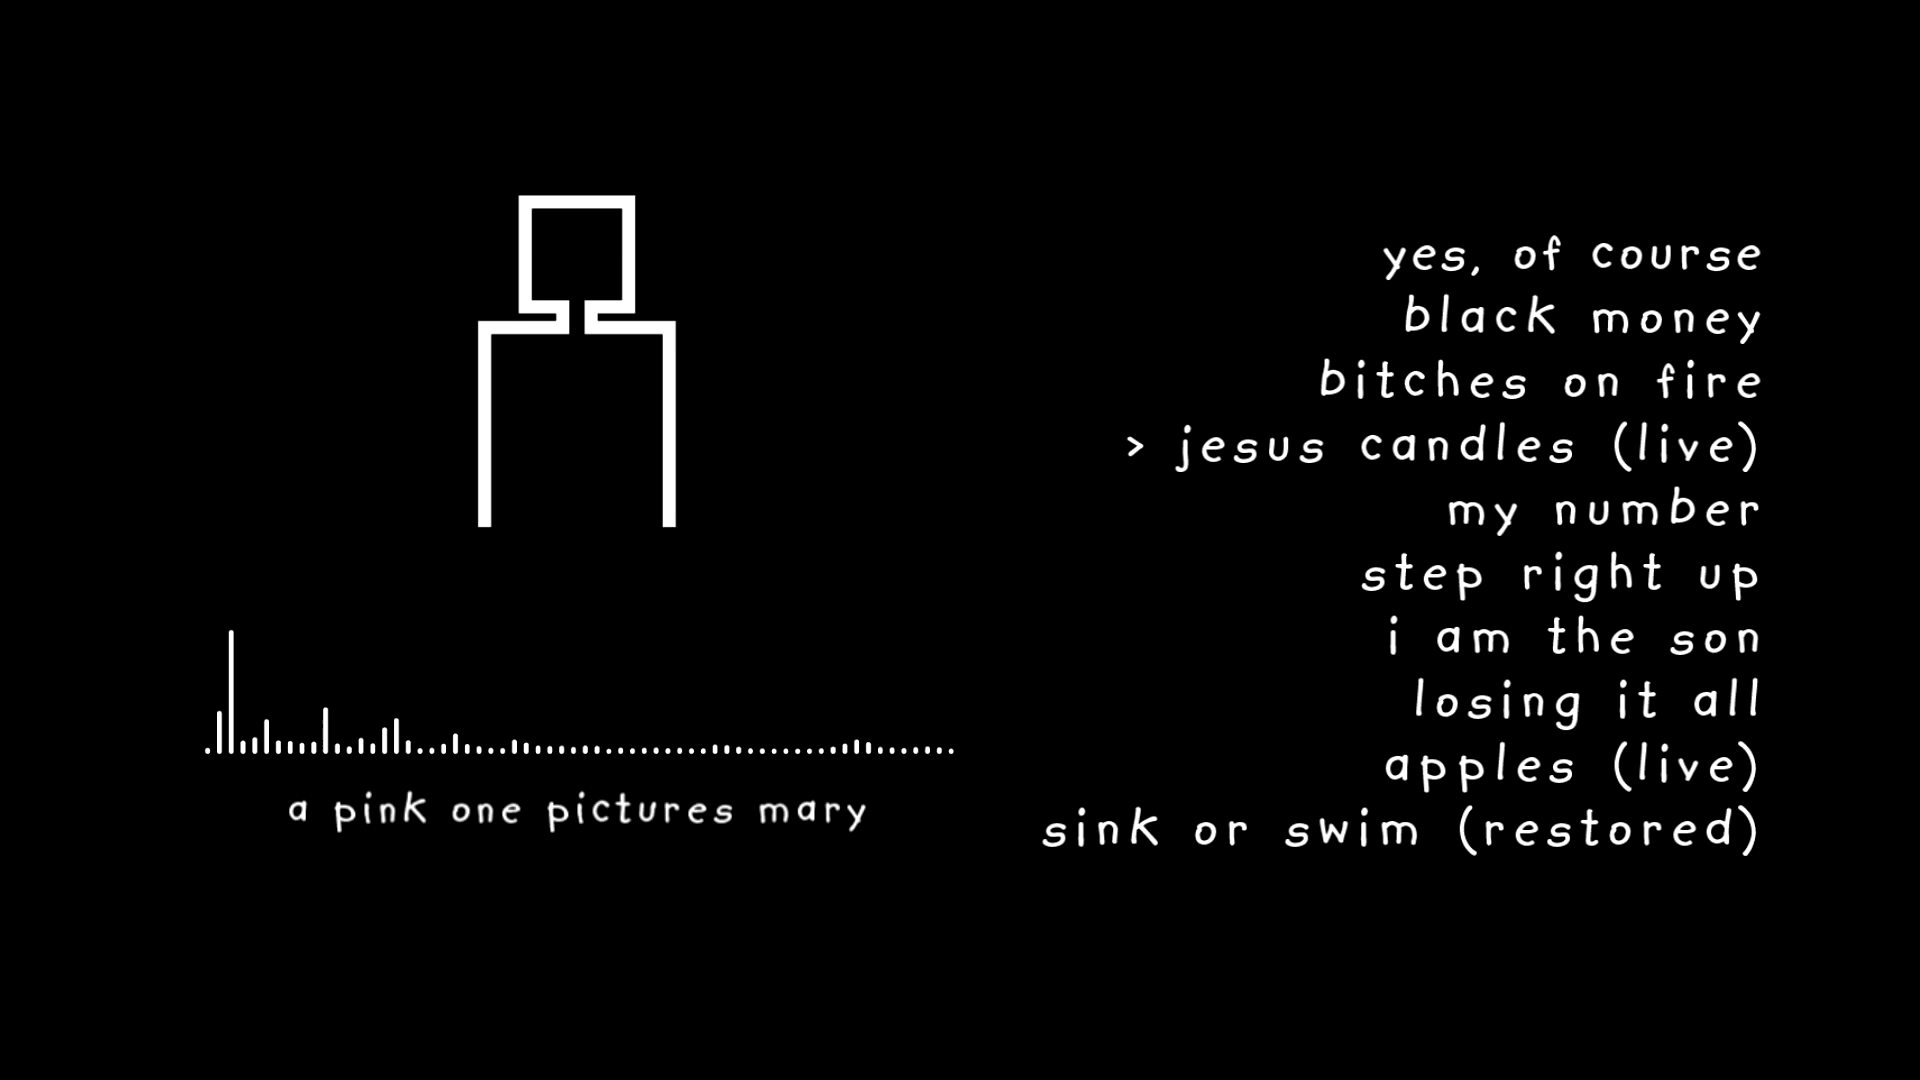 yes, of course
black money
bitches on fire
> jesus candles (live)
my number
step right up
i am the son
losing it all
apples (live)
sink or swim (restored)
a pink one pictures mary